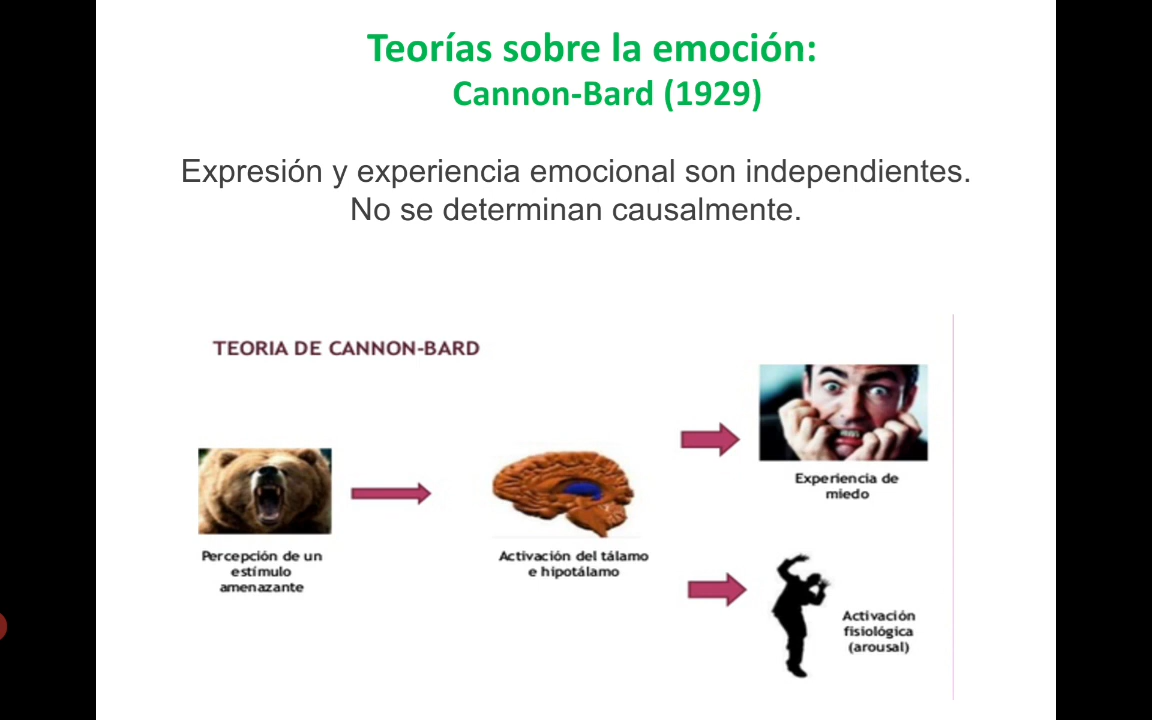 Teorías sobre la emoción:
Cannon-Bard (1929)
Expresión y experiencia emocional son independientes.
No se determinan causalmente.
TEORIA DE CANNON-BARD
Percepción de un
estímulo
amenazante
Activación del tálamo
e hipotálamo
Experiencia de
miedo
Activación
fisiológica
(arousal)